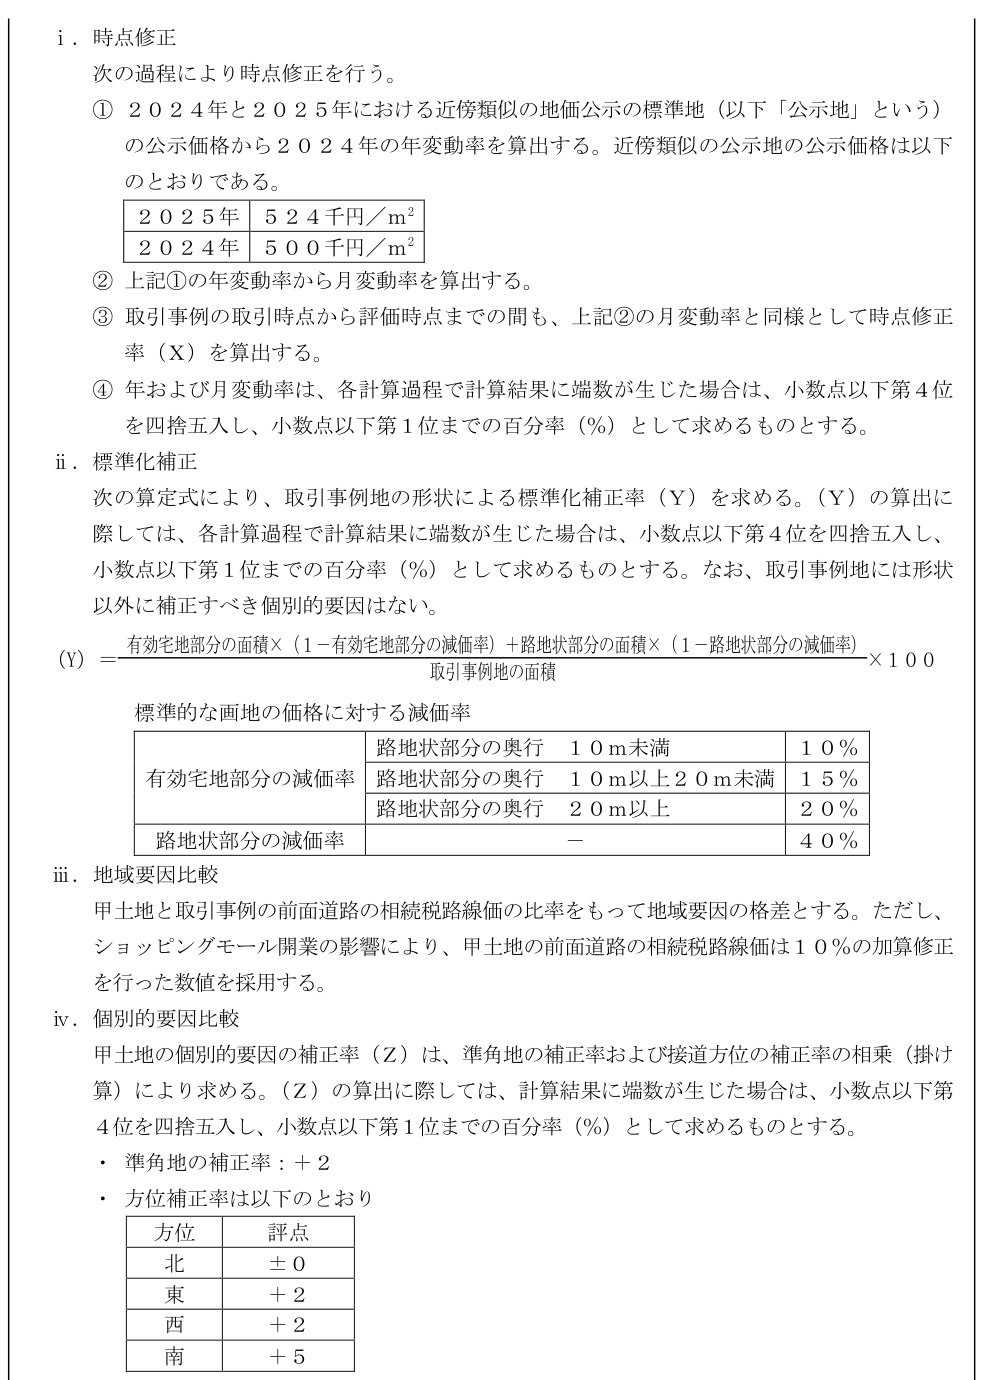 ⅰ．時点修正
次の過程により時点修正を行う。
① ２０２４年と２０２５年における近傍類似の地価公示の標準地（以下「公示地」という）
の公示価格から２０２４年の年変動率を算出する。近傍類似の公示地の公示価格は以下
のとおりである。
２０２５年 ５２４千円／m²
２０２４年 ５００千円／m²
② 上記①の年変動率から月変動率を算出する。
③ 取引事例の取引時点から評価時点までの間も、上記②の月変動率と同様として時点修正
率（Ｘ）を算出する。
④ 年および月変動率は、各計算過程で計算結果に端数が生じた場合は、小数点以下第４位
を四捨五入し、小数点以下第１位までの百分率（％）として求めるものとする。
ⅱ．標準化補正
次の算定式により、取引事例地の形状による標準化補正率（Ｙ）を求める。（Ｙ）の算出に
際しては、各計算過程で計算結果に端数が生じた場合は、小数点以下第４位を四捨五入し、
小数点以下第１位までの百分率（％）として求めるものとする。なお、取引事例地には形状
以外に補正すべき個別的要因はない。
有効宅地部分の面積×（１－有効宅地部分の減価率）＋路地状部分の面積×（１－路地状部分の減価率）
（Y）＝ ×１００
取引事例地の面積
標準的な画地の価格に対する減価率
路地状部分の奥行　１０ｍ未満 １０％
有効宅地部分の減価率 路地状部分の奥行　１０ｍ以上２０ｍ未満 １５％
路地状部分の奥行　２０ｍ以上 ２０％
路地状部分の減価率 － ４０％
ⅲ．地域要因比較
甲土地と取引事例の前面道路の相続税路線価の比率をもって地域要因の格差とする。ただし、
ショッピングモール開業の影響により、甲土地の前面道路の相続税路線価は１０％の加算修正
を行った数値を採用する。
ⅳ．個別的要因比較
甲土地の個別的要因の補正率（Ｚ）は、準角地の補正率および接道方位の補正率の相乗（掛け
算）により求める。（Ｚ）の算出に際しては、計算結果に端数が生じた場合は、小数点以下第
４位を四捨五入し、小数点以下第１位までの百分率（％）として求めるものとする。
・ 準角地の補正率：＋２
・ 方位補正率は以下のとおり
方位 評点
北 ±０
東 ＋２
西 ＋２
南 ＋５